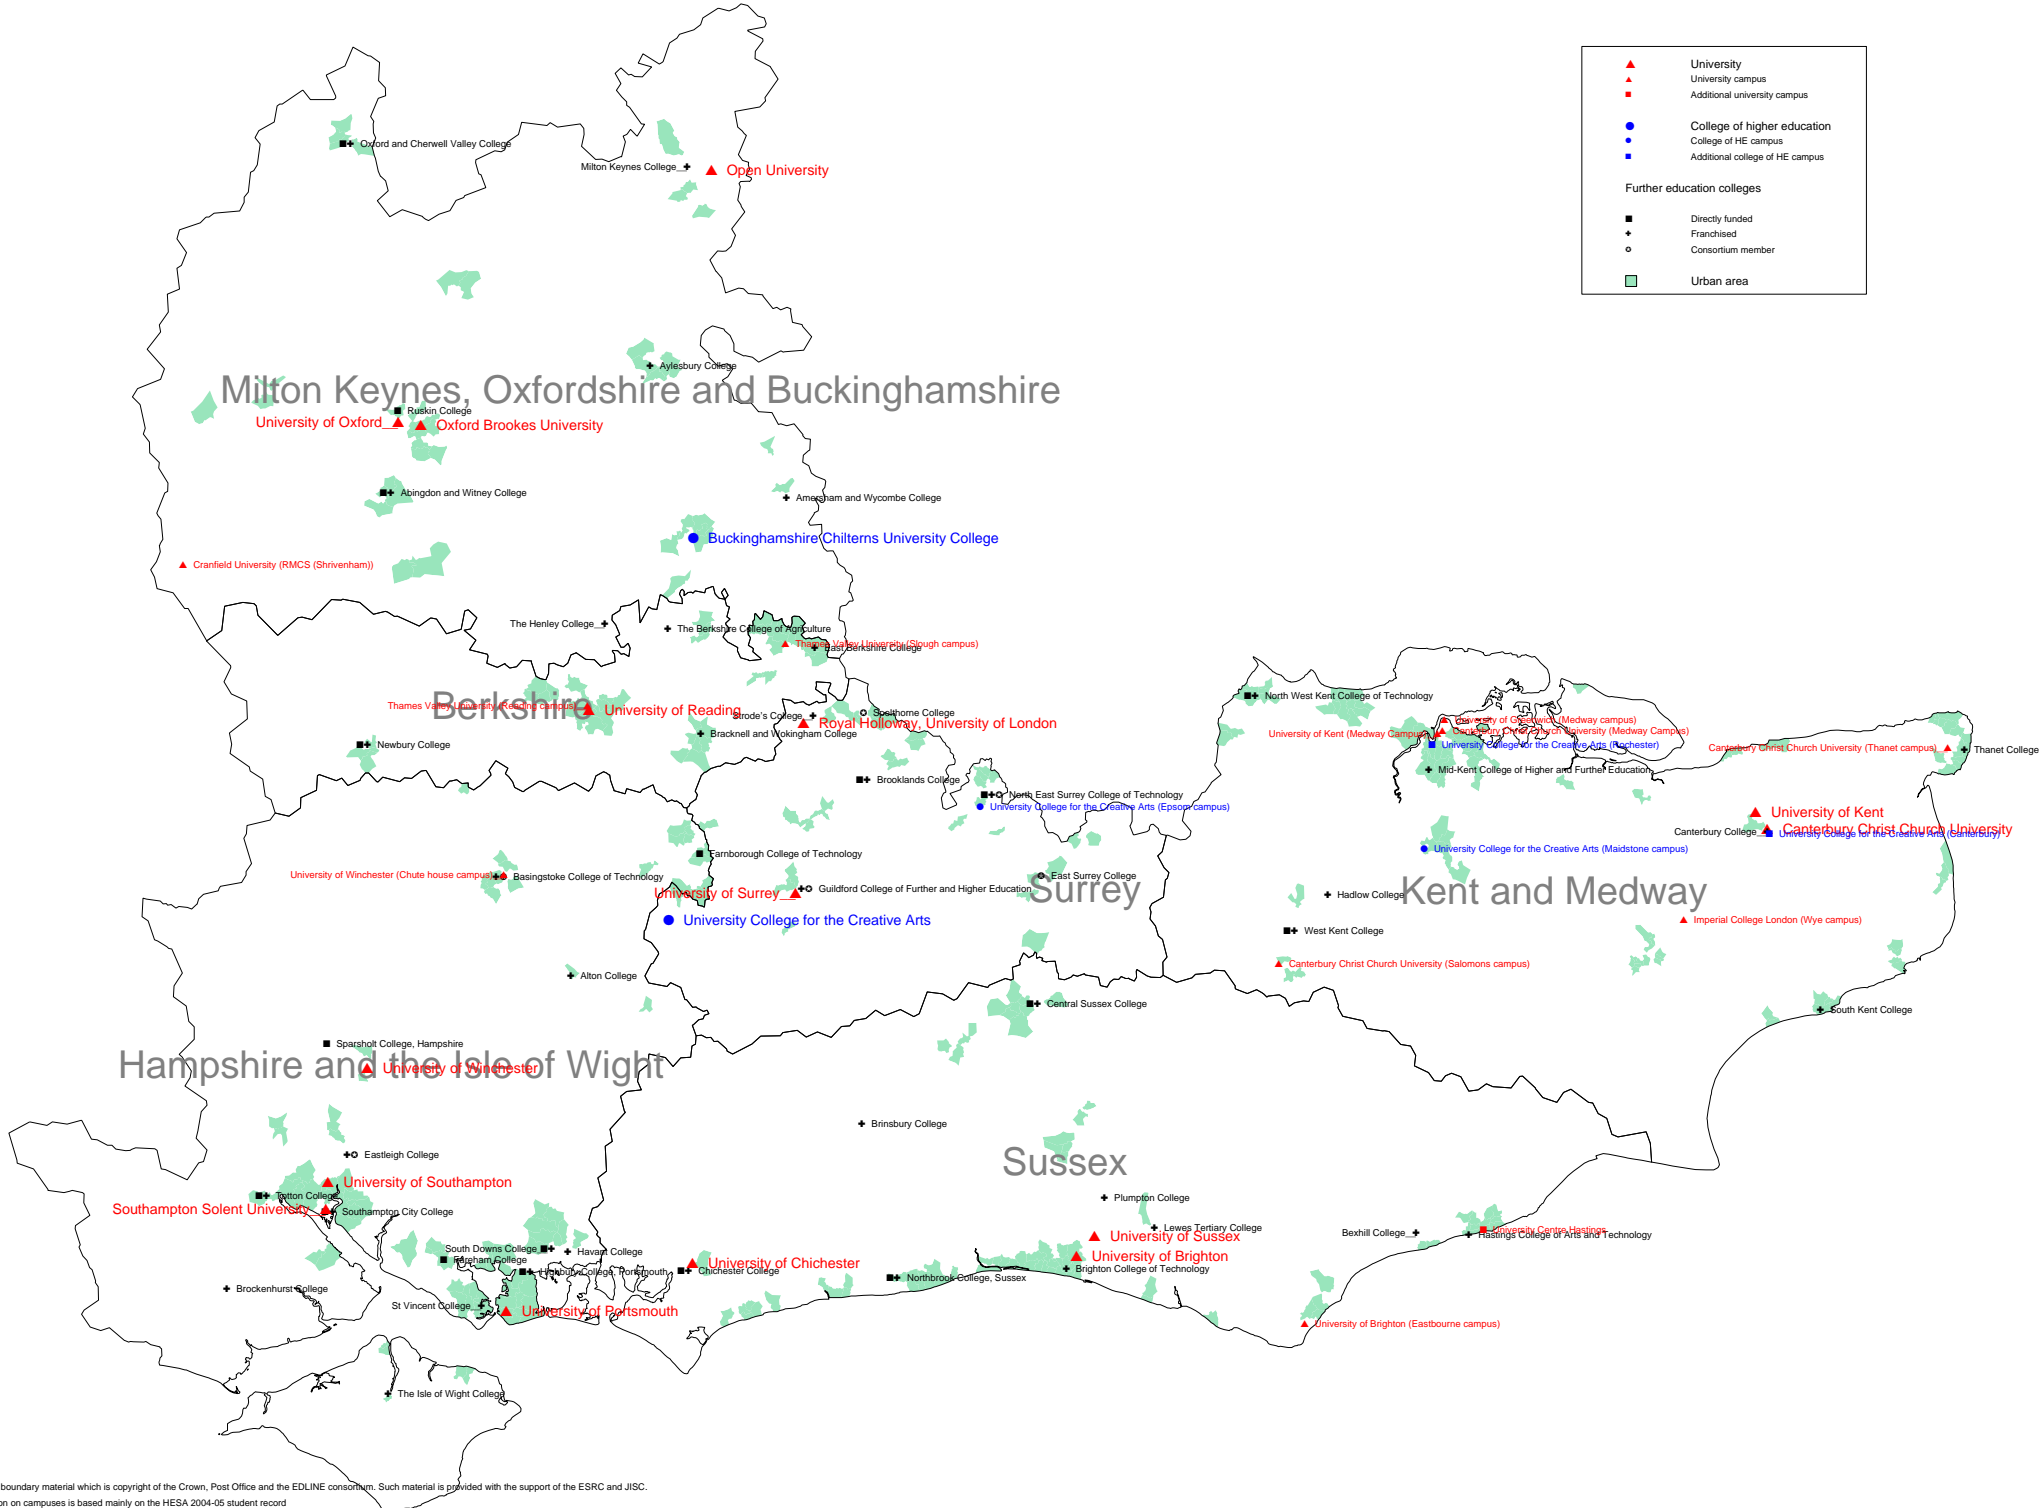 University
University campus
Additional university campus
College of higher education
College of HE campus
Additional college of HE campus
Further education colleges
Directly funded
Franchised
Consortium member
Urban area
Oxford and Cherwell Valley College
Milton Keynes College
Open University
Aylesbury College
Milton Keynes, Oxfordshire and Buckinghamshire
Ruskin College
University of Oxford
Oxford Brookes University
Abingdon and Witney College
Amersham and Wycombe College
Buckinghamshire Chilterns University College
Cranfield University (RMCS (Shrivenham))
The Henley College
The Berkshire College of Agriculture
Thames Valley University (Slough campus)
East Berkshire College
Berkshire
Thames Valley University (Reading campus)
University of Reading
Strode's College
Spelthorne College
Royal Holloway, University of London
Bracknell and Wokingham College
Newbury College
Brooklands College
North East Surrey College of Technology
University College for the Creative Arts (Epsom campus)
North West Kent College of Technology
University of Greenwich (Medway campus)
Canterbury Christ Church University (Medway Campus)
University of Kent (Medway Campus)
University College for the Creative Arts (Rochester)
Mid-Kent College of Higher and Further Education
Canterbury Christ Church University (Thanet campus)
Thanet College
University of Kent
Canterbury Christ Church University
Canterbury College
University College for the Creative Arts (Canterbury)
University College for the Creative Arts (Maidstone campus)
Farnborough College of Technology
University of Winchester (Chute house campus)
Basingstoke College of Technology
University of Surrey
Guildford College of Further and Higher Education
East Surrey College
Surrey
Kent and Medway
Hadlow College
University College for the Creative Arts
Imperial College London (Wye campus)
West Kent College
Canterbury Christ Church University (Salomons campus)
Alton College
Central Sussex College
South Kent College
Sparsholt College, Hampshire
Hampshire and the Isle of Wight
University of Winchester
Brinsbury College
Sussex
Eastleigh College
University of Southampton
Totton College
Southampton Solent University
Southampton City College
Plumpton College
Lewes Tertiary College
University of Sussex
Bexhill College
University Centre Hastings
Hastings College of Arts and Technology
South Downs College
Havant College
Fareham College
University of Brighton
University of Chichester
Highbury College, Portsmouth
Chichester College
Brighton College of Technology
Northbrook College, Sussex
Brockenhurst College
St Vincent College
University of Portsmouth
University of Brighton (Eastbourne campus)
The Isle of Wight College
boundary material which is copyright of the Crown, Post Office and the EDLINE consortium. Such material is provided with the support of the ESRC and JISC.
on on campuses is based mainly on the HESA 2004-05 student record